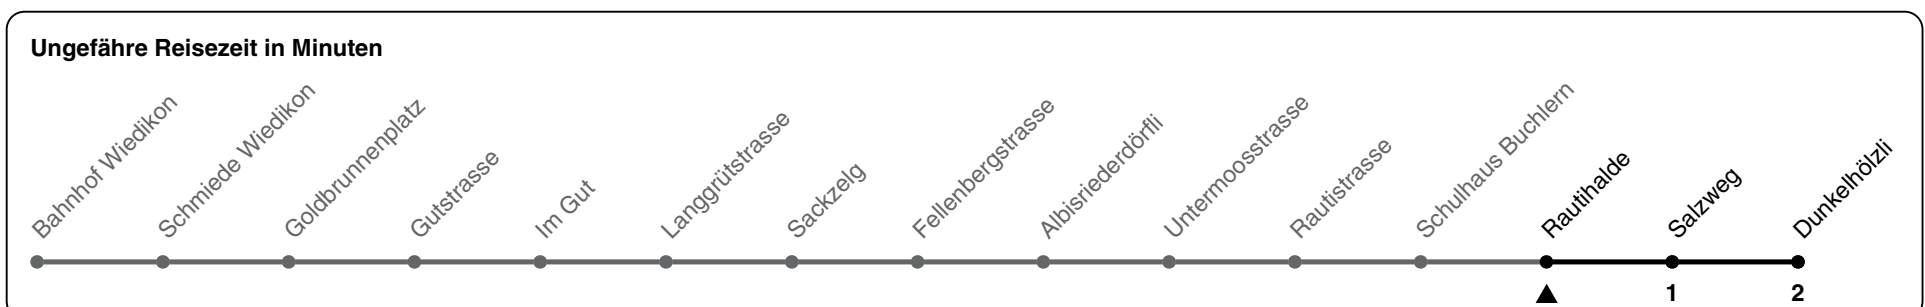 Ungefähre Reisezeit in Minuten
Bahnhof Wiedikon
Schmiede Wiedikon
Goldbrunnenplatz
Gutstrasse
Im Gut
Langgrütstrasse
Sackzelg
Fellenbergstrasse
Albisriederdörfli
Untermoosstrasse
Rautistrasse
Schulhaus Buchlern
Rautihalde
Salzweg
Dunkelhölzli
1
2